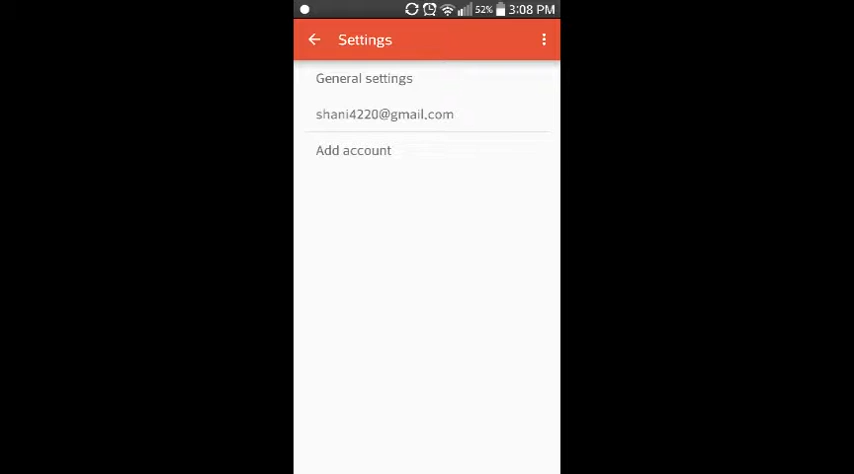 52% 3:08 PM
Settings
General settings
shani4220@gmail.com
Add account